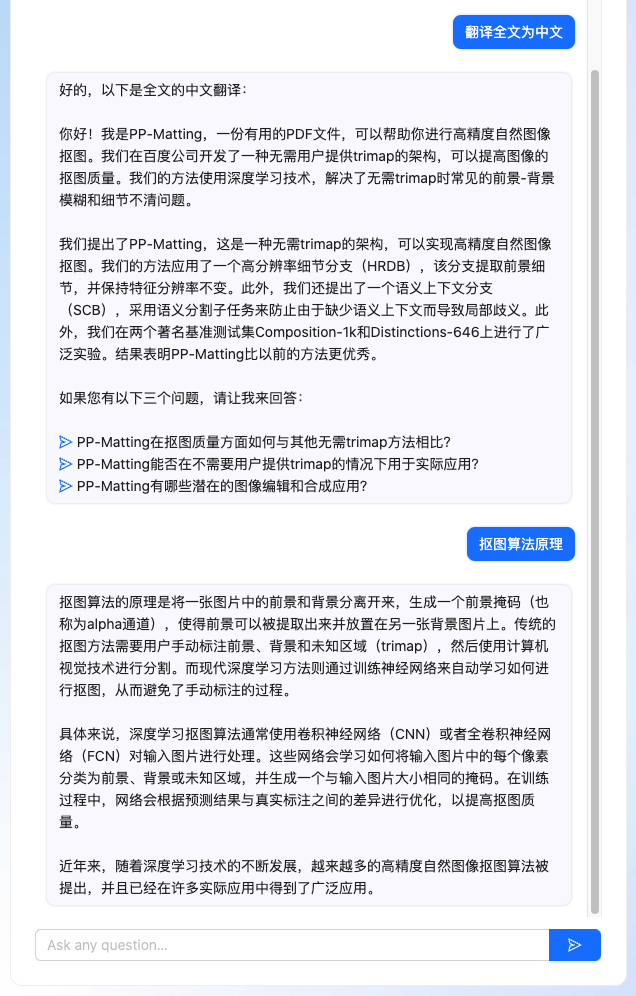 翻译全文为中文
好的，以下是全文的中文翻译：
你好！我是PP-Matting，一份有用的PDF文件，可以帮助你进行高精度自然图像
抠图。我们在百度公司开发了一种无需用户提供trimap的架构，可以提高图像的
抠图质量。我们的方法使用深度学习技术，解决了无需trimap时常见的前景-背景
模糊和细节不清问题。
我们提出了PP-Matting，这是一种无需trimap的架构，可以实现高精度自然图像
抠图。我们的方法应用了一个高分辨率细节分支（HRDB），该分支提取前景细
节，并保持特征分辨率不变。此外，我们还提出了一个语义上下文分支
（SCB），采用语义分割子任务来防止由于缺少语义上下文而导致局部歧义。此
外，我们在两个著名基准测试集Composition-1k和Distinctions-646上进行了广
泛实验。结果表明PP-Matting比以前的方法更优秀。
如果您有以下三个问题，请让我来回答：
PP-Matting在抠图质量方面如何与其他无需trimap方法相比?
PP-Matting能否在不需要用户提供trimap的情况下用于实际应用?
PP-Matting有哪些潜在的图像编辑和合成应用?
抠图算法原理
抠图算法的原理是将一张图片中的前景和背景分离开来，生成一个前景掩码（也
称为alpha通道），使得前景可以被提取出来并放置在另一张背景图片上。传统的
抠图方法需要用户手动标注前景、背景和未知区域（trimap），然后使用计算机
视觉技术进行分割。而现代深度学习方法则通过训练神经网络来自动学习如何进
行抠图，从而避免了手动标注的过程。
具体来说，深度学习抠图算法通常使用卷积神经网络（CNN）或者全卷积神经网
络（FCN）对输入图片进行处理。这些网络会学习如何将输入图片中的每个像素
分类为前景、背景或未知区域，并生成一个与输入图片大小相同的掩码。在训练
过程中，网络会根据预测结果与真实标注之间的差异进行优化，以提高抠图质
量。
近年来，随着深度学习技术的不断发展，越来越多的高精度自然图像抠图算法被
提出，并且已经在许多实际应用中得到了广泛应用。
Ask any question...